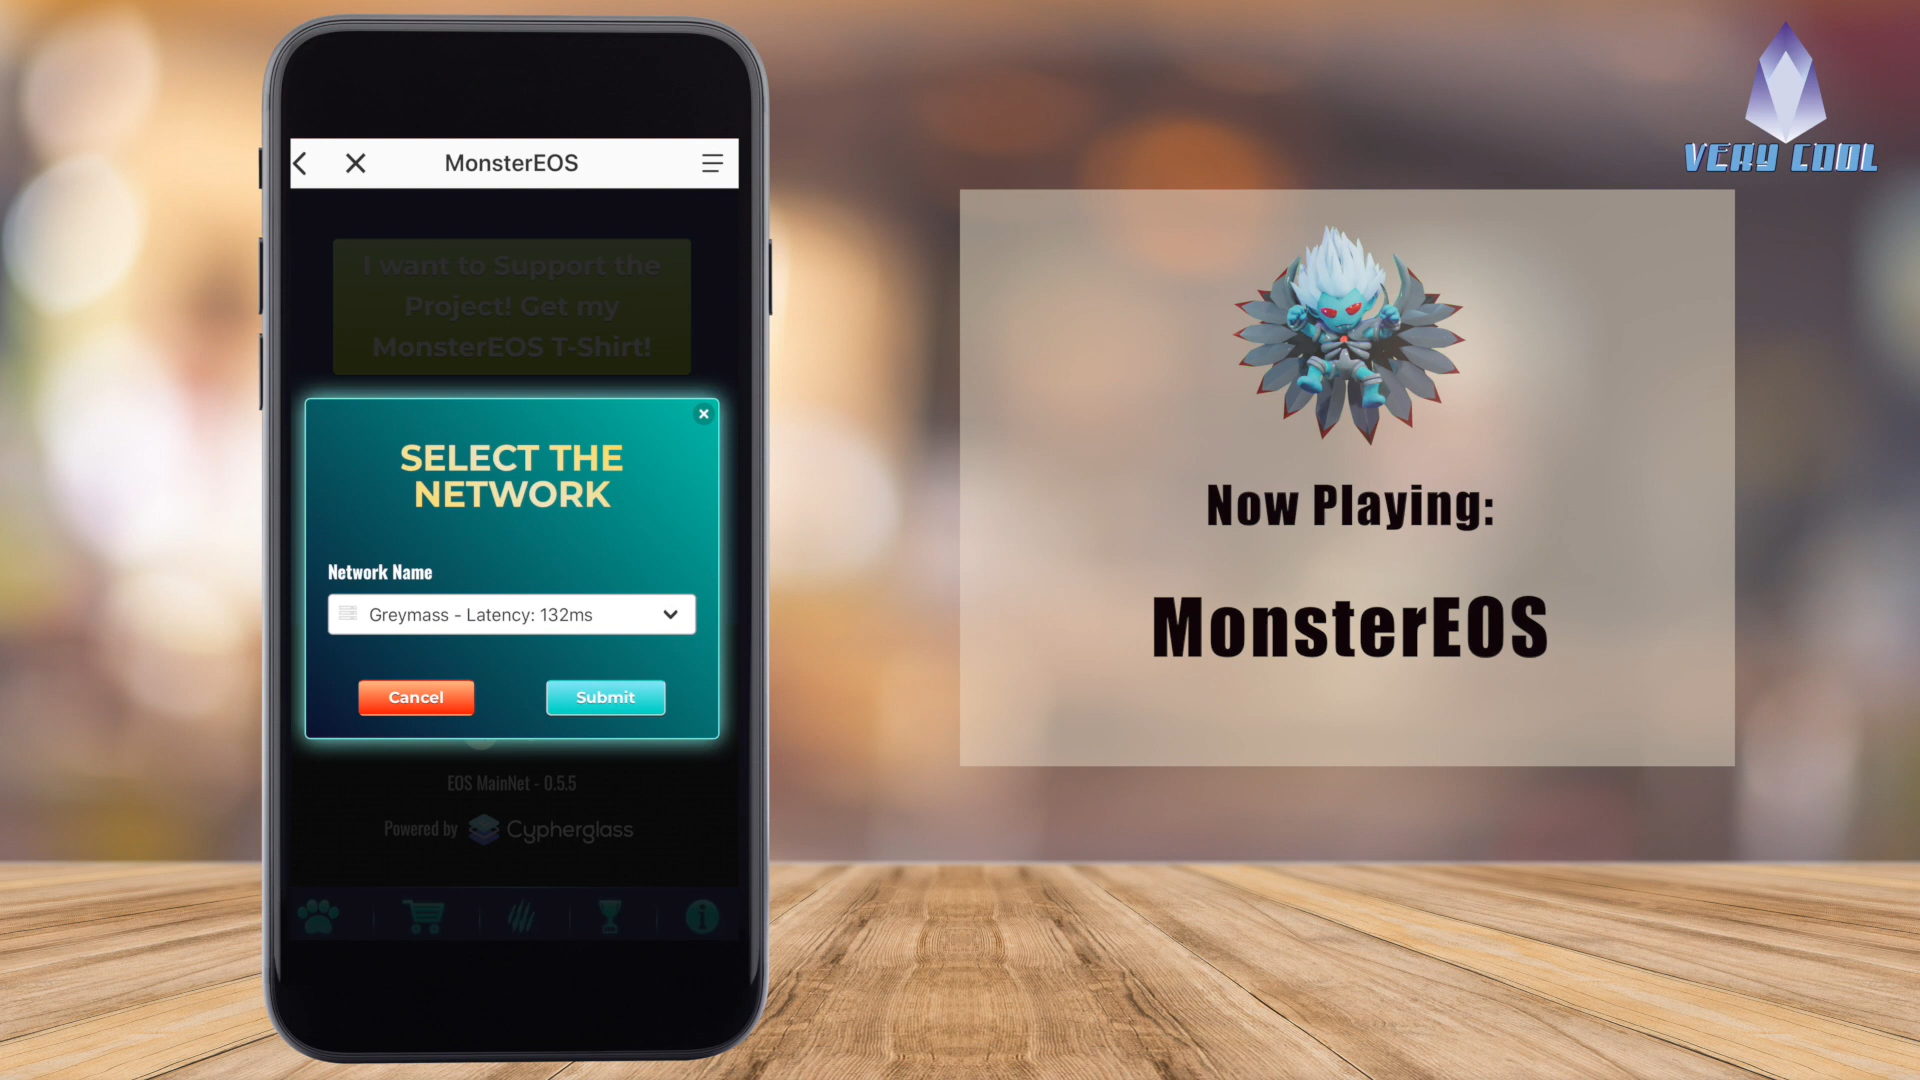 MonsterEOS
I want to Support the
Project! Get my
MonsterEOS T-Shirt!
SELECT THE
NETWORK
Network Name
Greymass - Latency: 132ms
Cancel
Submit
EOS MainNet - 0.5.5
Powered by Cypherglass
VERY COOL
Now Playing:
MonsterEOS